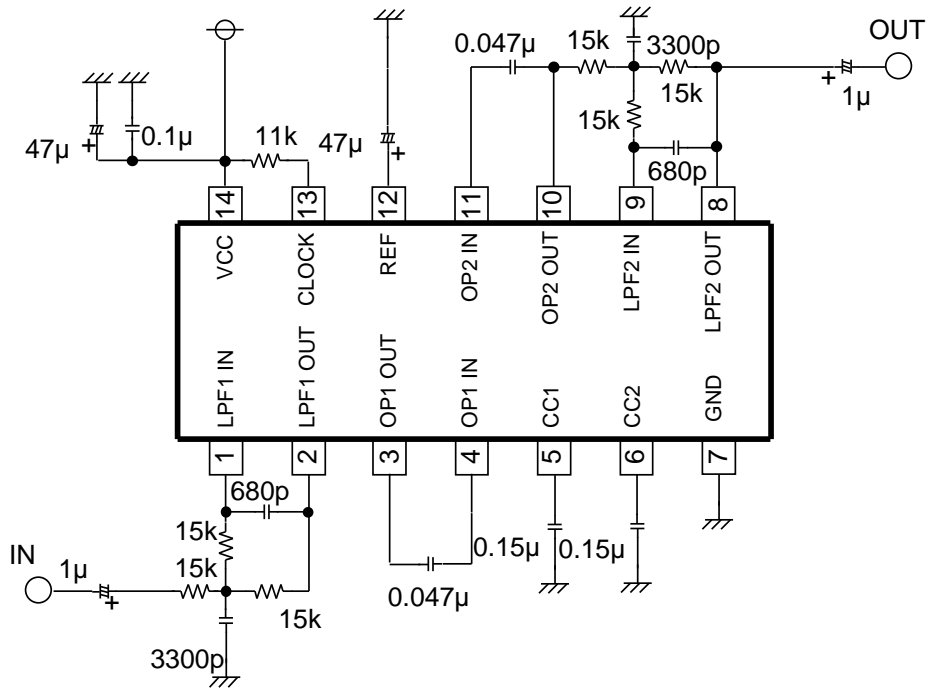 OUT
0.047μ
15k
3300p
15k
+
1μ
15k
680p
47μ
+
0.1μ
11k
47μ
+
14
13
12
11
10
9
8
VCC
CLOCK
REF
OP2 IN
OP2 OUT
LPF2 IN
LPF2 OUT
LPF1 IN
LPF1 OUT
OP1 OUT
OP1 IN
CC1
CC2
GND
1
2
3
4
5
6
7
680p
15k
IN
1μ
+
15k
15k
3300p
0.047μ
0.15μ
0.15μ